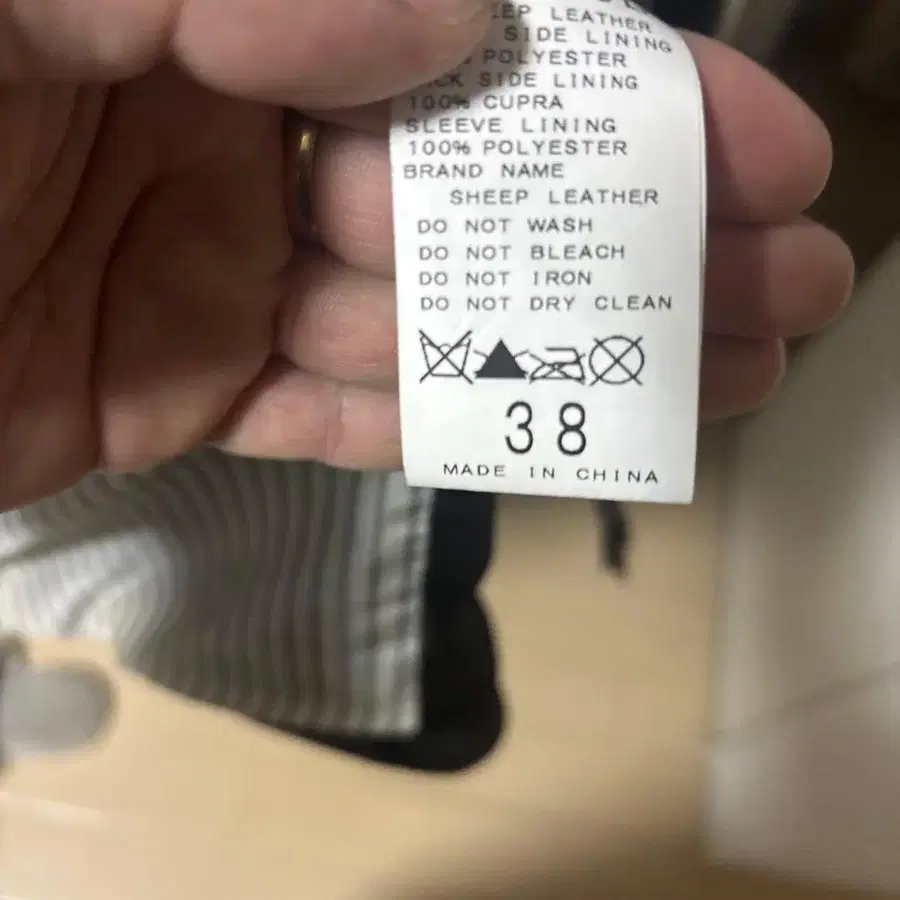 LEATHER
SIDE LINING
POLYESTER
SIDE LINING
100% CUPRA
SLEEVE LINING
100% POLYESTER
BRAND NAME
SHEEP LEATHER
DO NOT WASH
DO NOT BLEACH
DO NOT IRON
DO NOT DRY CLEAN
38
MADE IN CHINA